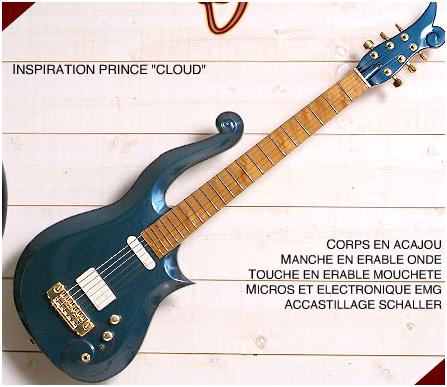 INSPIRATION PRINCE "CLOUD"
CORPS EN ACAJOU
MANCHE EN ERABLE ONDE
TOUCHE EN ERABLE MOUCHETE
MICROS ET ELECTRONIQUE EMG
ACCASTILLAGE SCHALLER